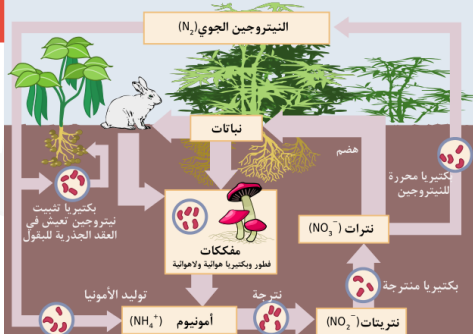 النيتروجين الجوي (N₂)
نباتات
هضم
بكتيريا محررة
للنيتروجين
بكتيريا تثبيت
نيتروجين تعيش في
العقد الجذرية للبقول
مفككات
فطور وبكتيريا هوائية ولاهوائية
نترات (NO₃⁻)
بكتيريا منترجة
توليد الأمونيا
نترجة
أمونيوم (NH₄⁺)
نتريتات (NO₂⁻)